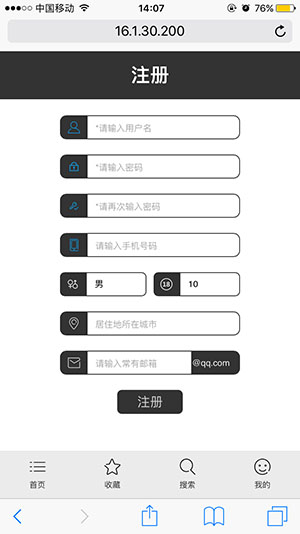 中国移动 14:07 76%
16.1.30.200
注册
*请输入用户名
*请输入密码
*请再次输入密码
请输入手机号码
男 18 10
居住地所在城市
请输入常有邮箱 @qq.com
注册
首页 收藏 搜索 我的